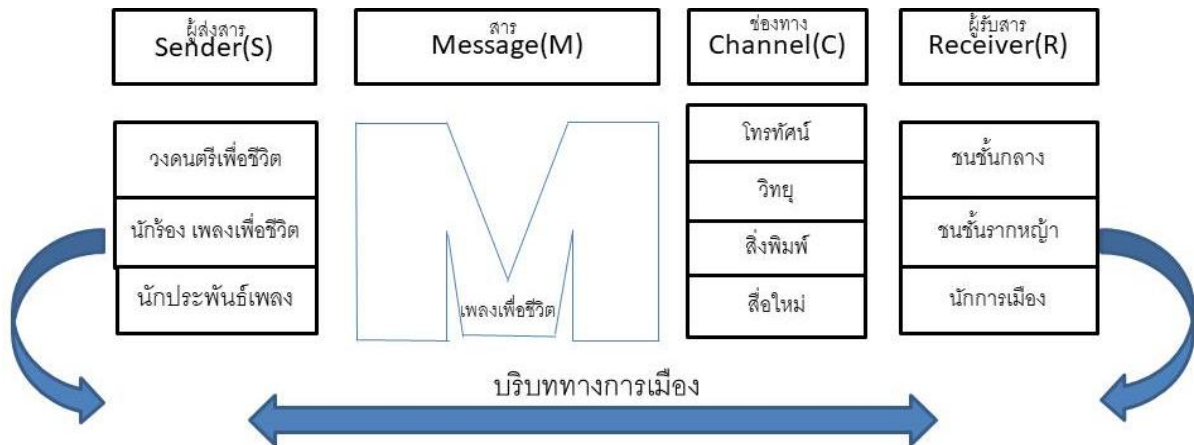 ผู้ส่งสาร
Sender(S)
สาร
Message(M)
ช่องทาง
Channel(C)
ผู้รับสาร
Receiver(R)
วงดนตรีเพื่อชีวิต
นักร้อง เพลงเพื่อชีวิต
นักประพันธ์เพลง
เพลงเพื่อชีวิต
โทรทัศน์
วิทยุ
สิ่งพิมพ์
สื่อใหม่
ชนชั้นกลาง
ชนชั้นรากหญ้า
นักการเมือง
บริบททางการเมือง